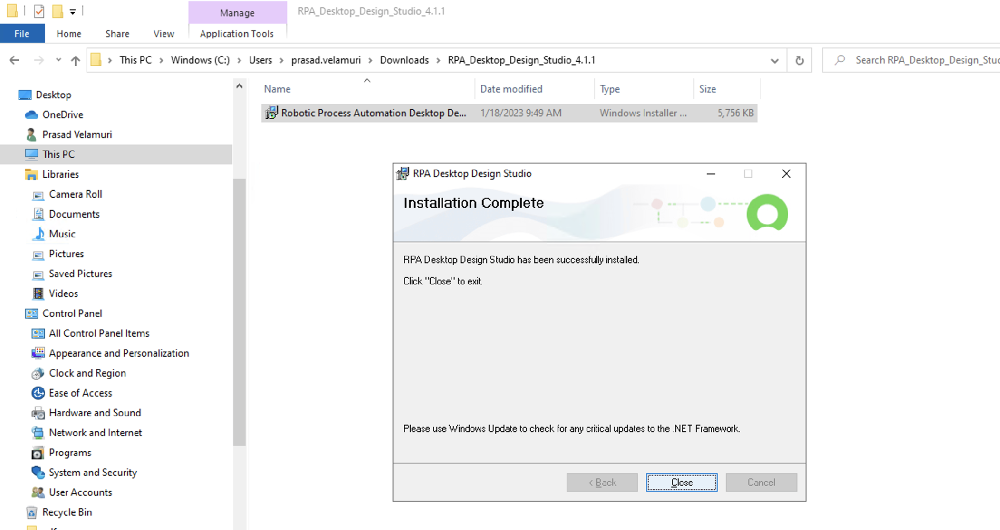 Manage
RPA_Desktop_Design_Studio_4.1.1
File
Home
Share
View
Application Tools
This PC
Windows (C:)
Users
prasad.velamuri
Downloads
RPA_Desktop_Design_Studio_4.1.1
Search RPA_Desktop_Design_Stu
Name
Date modified
Type
Size
Robotic Process Automation Desktop De...
1/18/2023 9:49 AM
Windows Installer ...
5,756 KB
Desktop
OneDrive
Prasad Velamuri
This PC
Libraries
Camera Roll
Documents
Music
Pictures
Saved Pictures
Videos
Control Panel
All Control Panel Items
Appearance and Personalization
Clock and Region
Ease of Access
Hardware and Sound
Network and Internet
Programs
System and Security
User Accounts
Recycle Bin
RPA Desktop Design Studio
Installation Complete
RPA Desktop Design Studio has been successfully installed.
Click "Close" to exit.
Please use Windows Update to check for any critical updates to the .NET Framework.
< Back
Close
Cancel